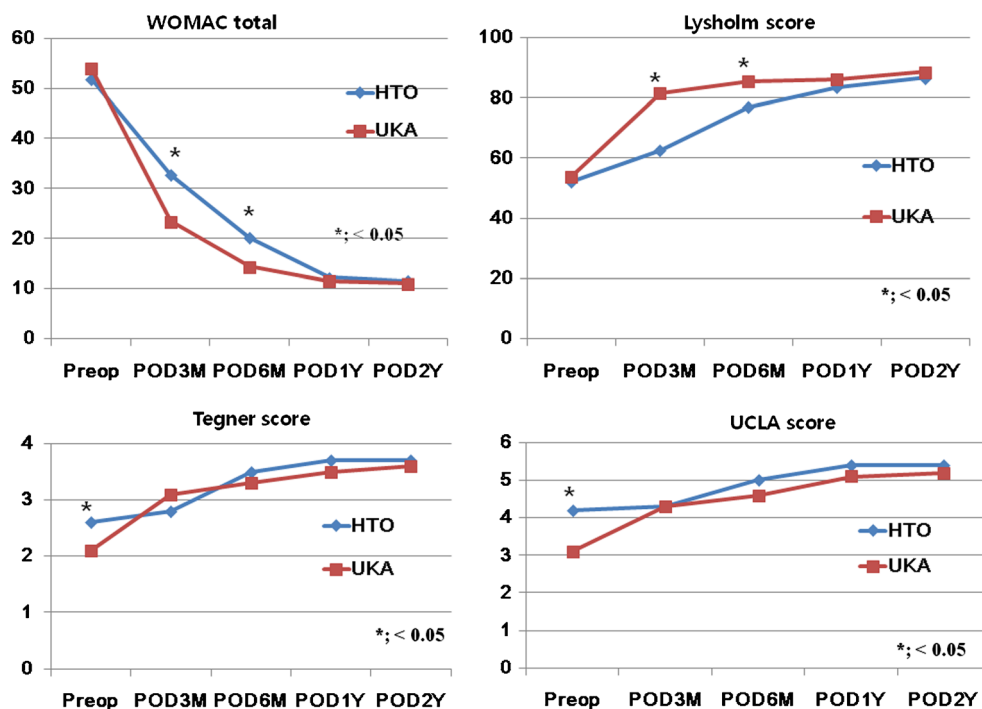 WOMAC total
60
50
40
30
20
10
0
HTO
UKA
*
*
*; < 0.05
Preop POD3M POD6M POD1Y POD2Y
Lysholm score
100
80
60
40
20
0
*
*
HTO
UKA
*; < 0.05
Preop POD3M POD6M POD1Y POD2Y
Tegner score
4
3
2
1
0
*
HTO
UKA
*; < 0.05
Preop POD3M POD6M POD1Y POD2Y
UCLA score
6
5
4
3
2
1
0
*
HTO
UKA
*; < 0.05
Preop POD3M POD6M POD1Y POD2Y